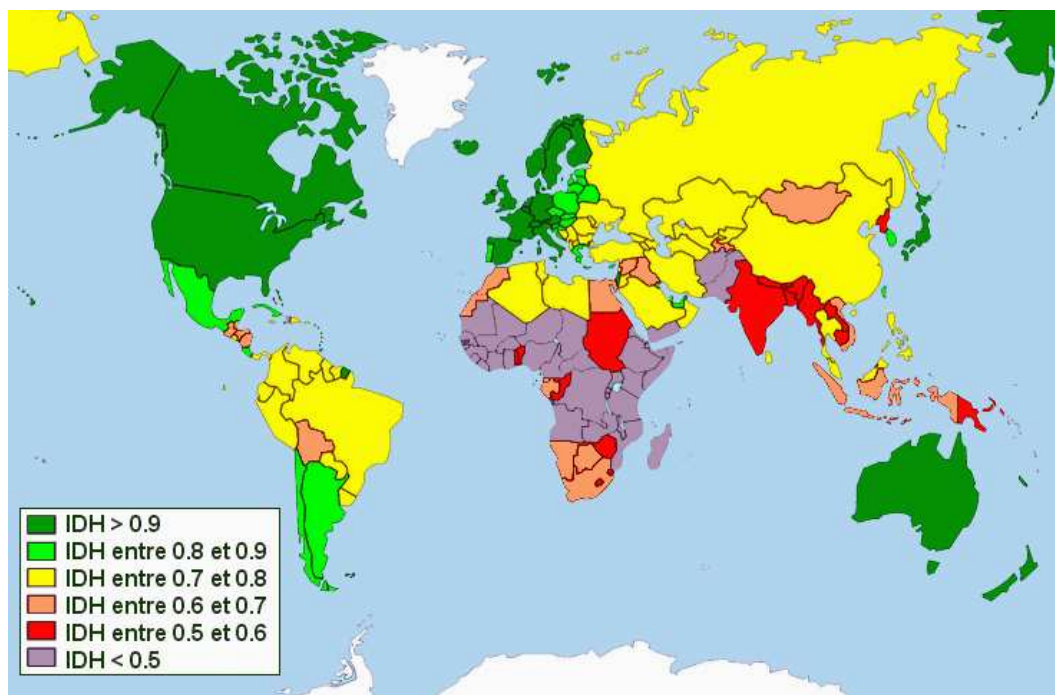 IDH > 0.9
IDH entre 0.8 et 0.9
IDH entre 0.7 et 0.8
IDH entre 0.6 et 0.7
IDH entre 0.5 et 0.6
IDH < 0.5